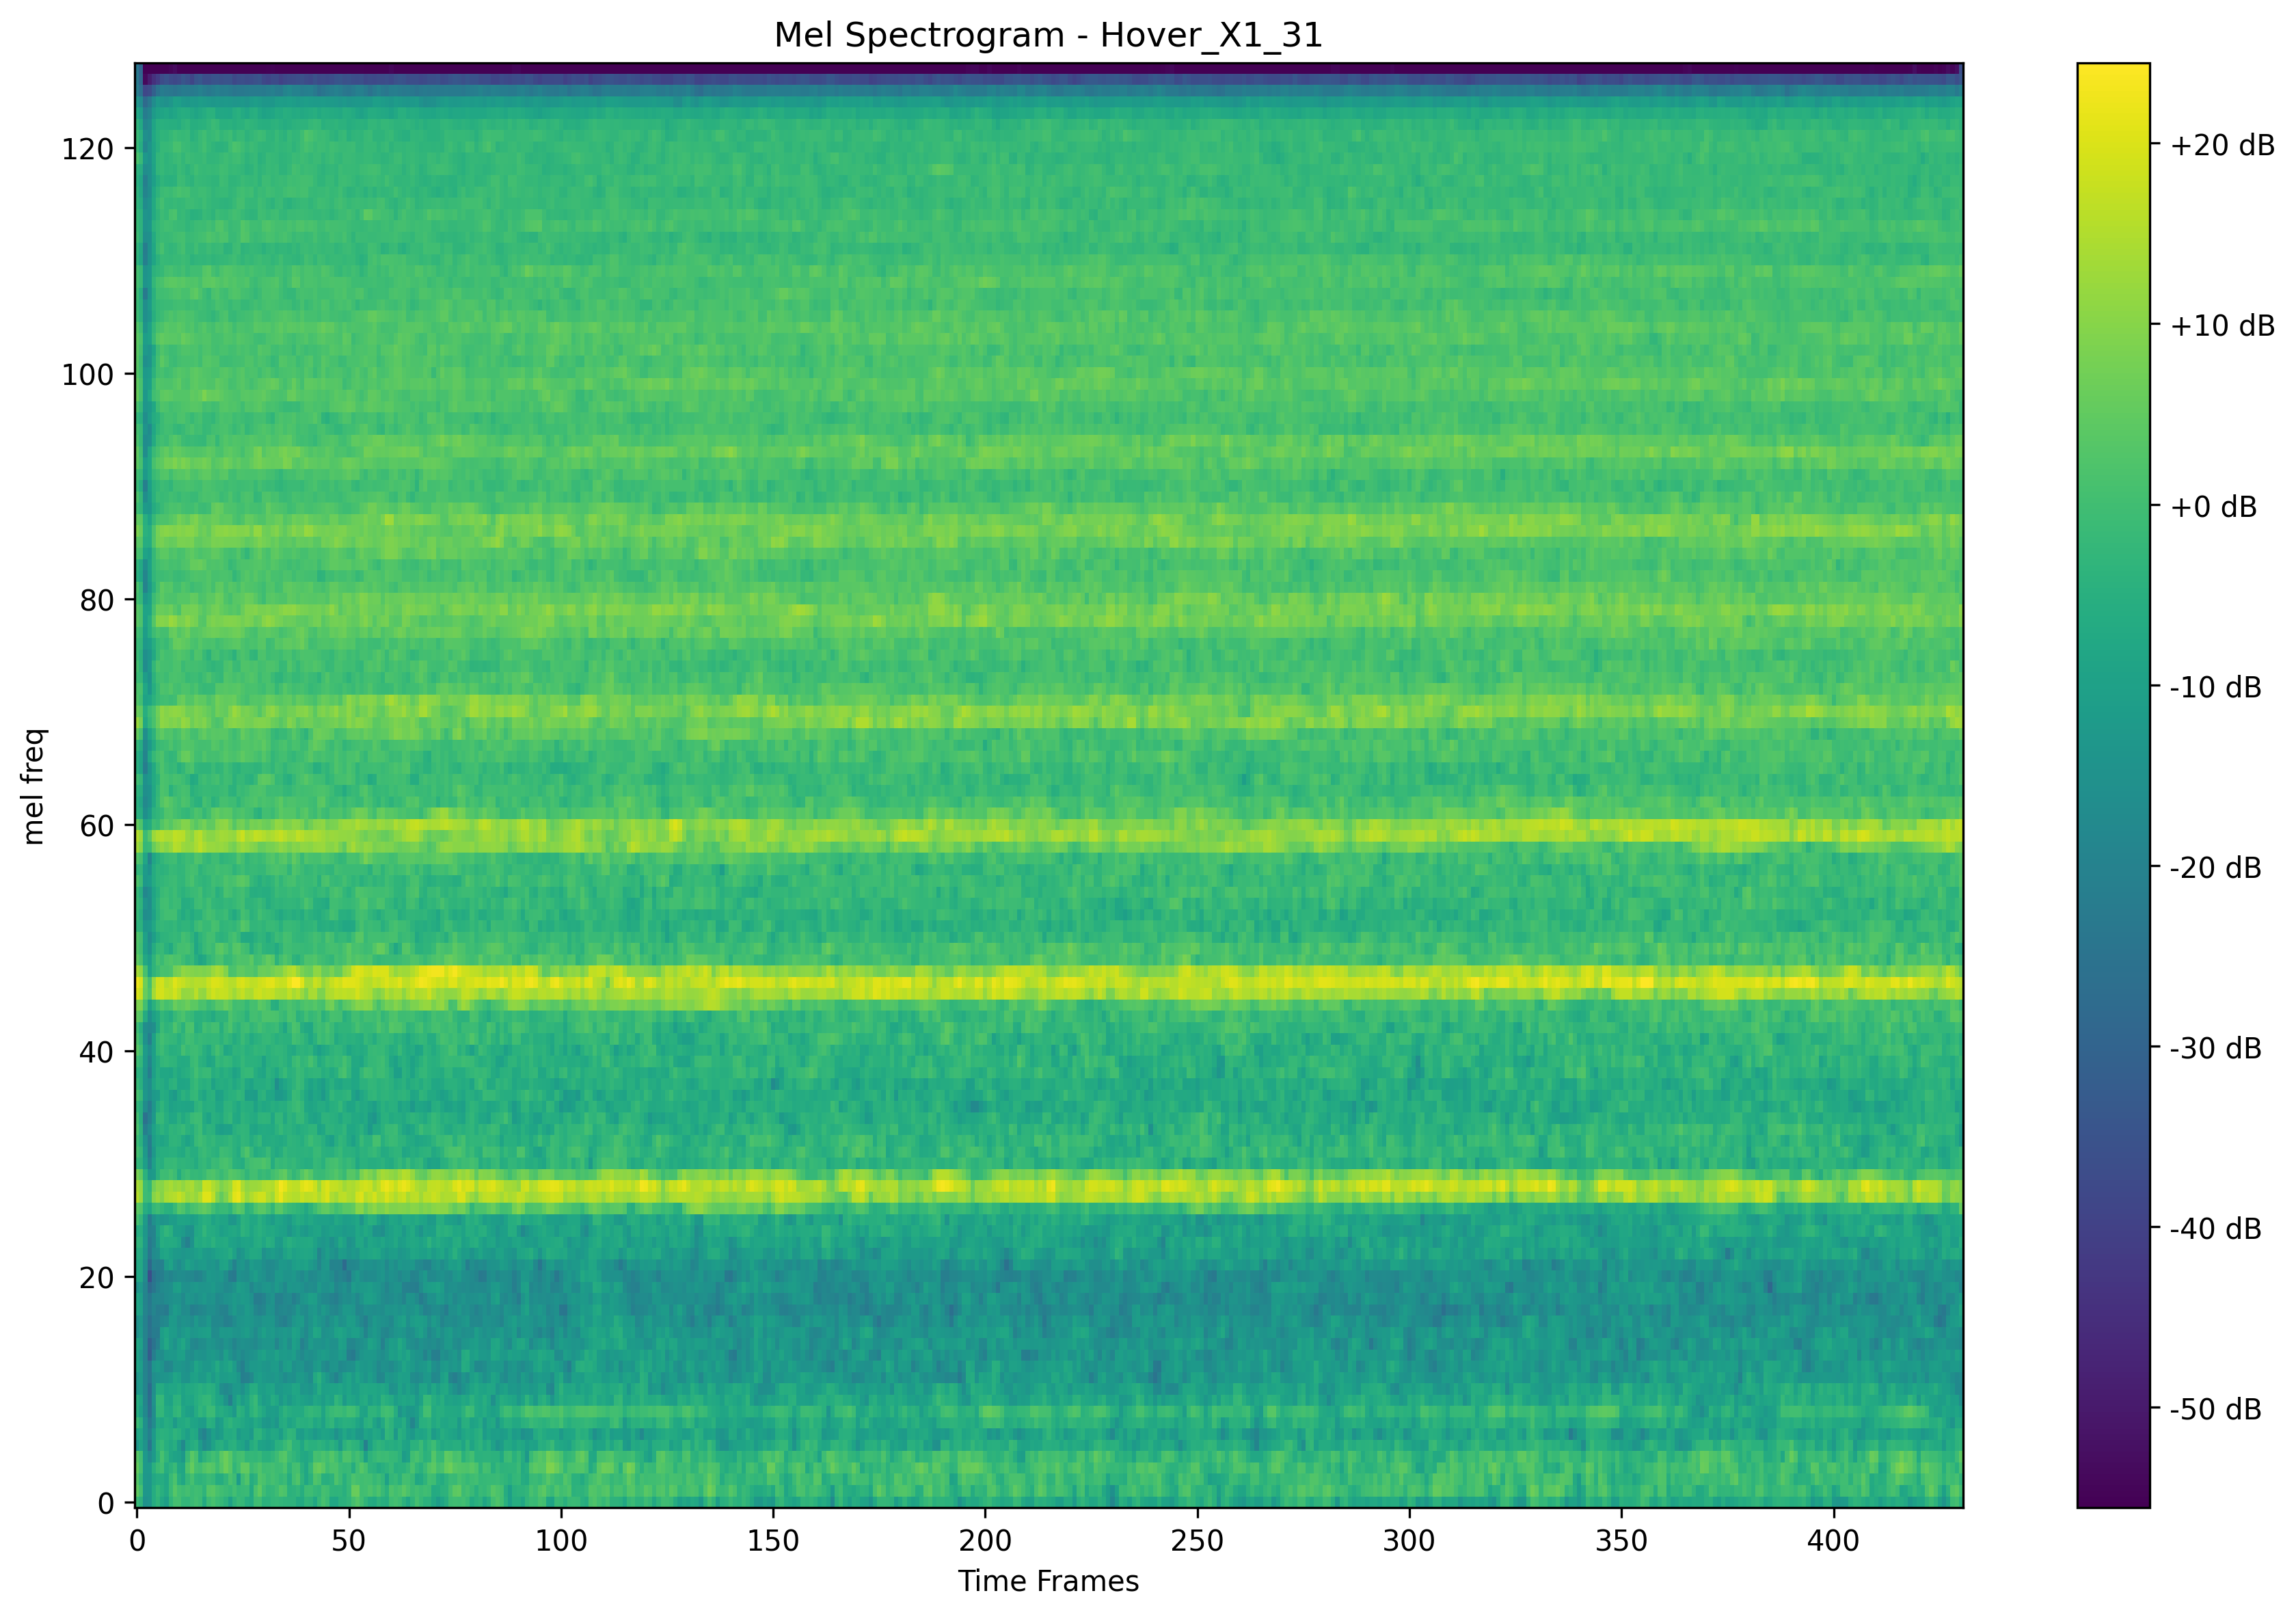 Mel Spectrogram - Hover_X1_31
mel freq
120
100
80
60
40
20
0
0 50 100 150 200 250 300 350 400
Time Frames
+20 dB
+10 dB
+0 dB
-10 dB
-20 dB
-30 dB
-40 dB
-50 dB